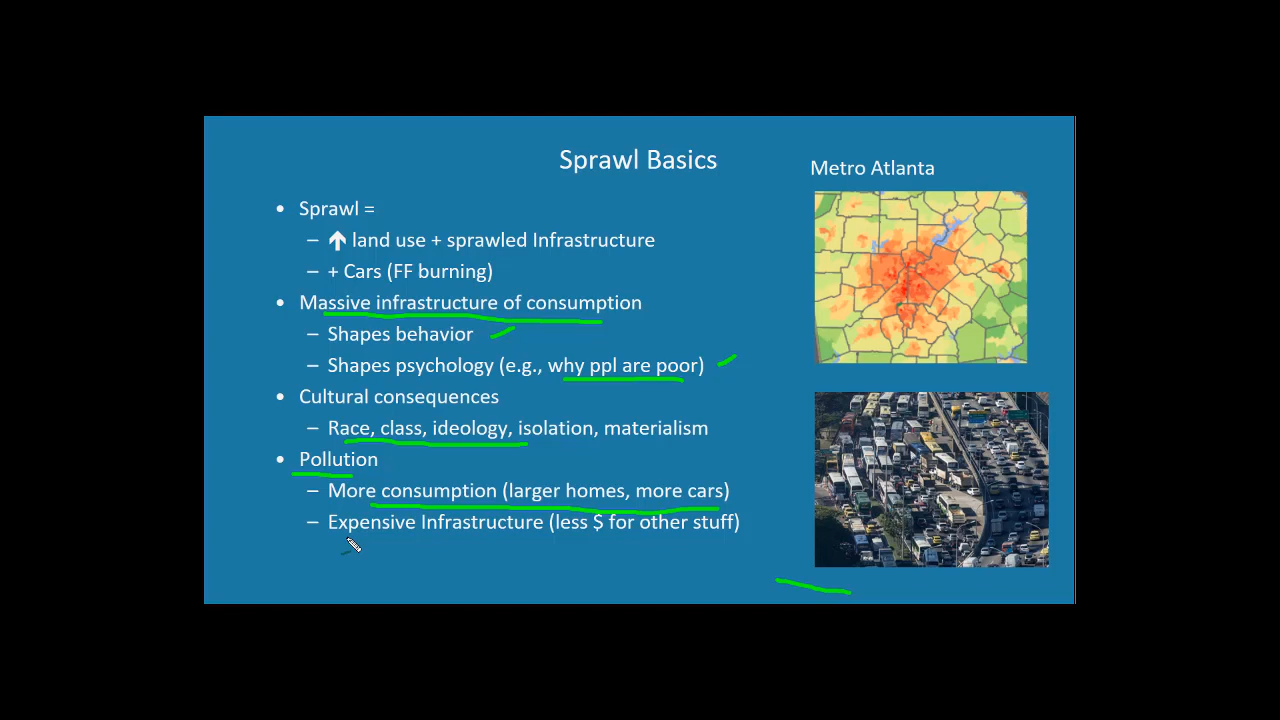 Sprawl Basics
Metro Atlanta
• Sprawl =
– ↑ land use + sprawled Infrastructure
– + Cars (FF burning)
• Massive infrastructure of consumption
– Shapes behavior
– Shapes psychology (e.g., why ppl are poor)
• Cultural consequences
– Race, class, ideology, isolation, materialism
• Pollution
– More consumption (larger homes, more cars)
– Expensive Infrastructure (less $ for other stuff)